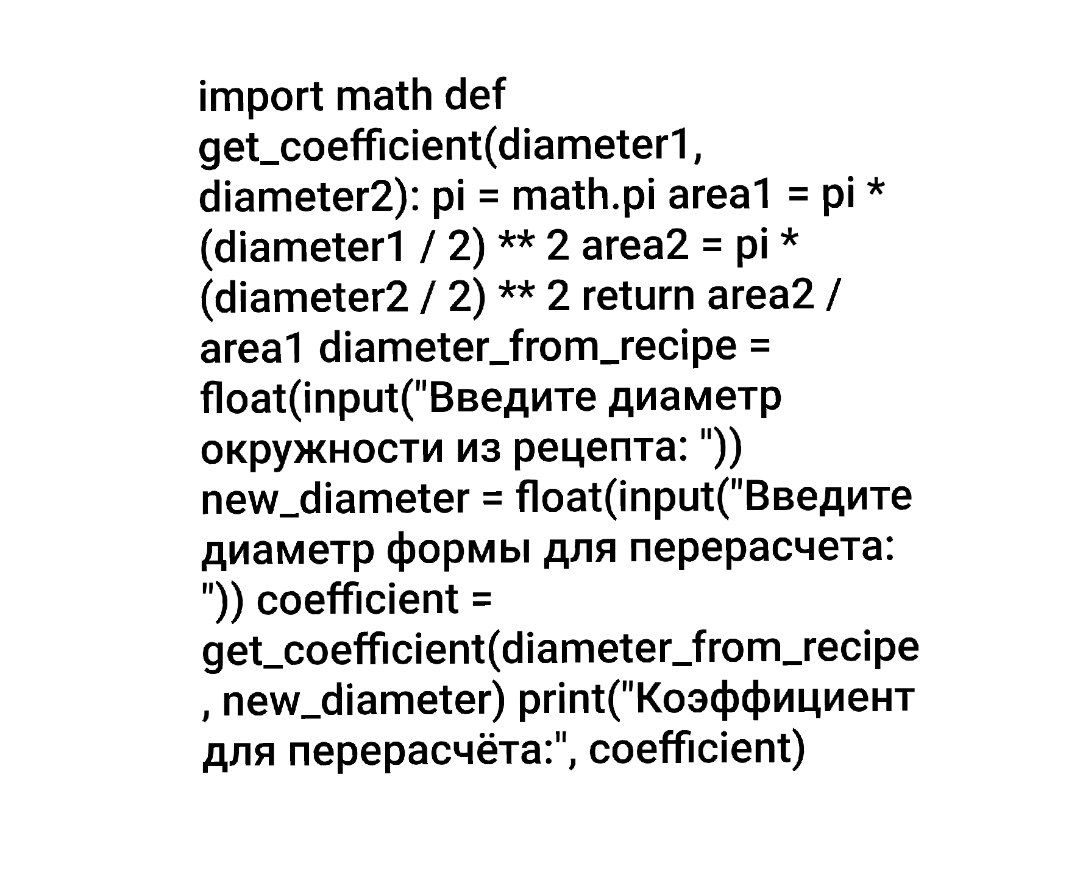 import math def
get_coefficient(diameter1,
diameter2): pi = math.pi area1 = pi *
(diameter1 / 2) ** 2 area2 = pi *
(diameter2 / 2) ** 2 return area2 /
area1 diameter_from_recipe =
float(input("Введите диаметр
окружности из рецепта: "))
new_diameter = float(input("Введите
диаметр формы для перерасчета:
")) coefficient =
get_coefficient(diameter_from_recipe
, new_diameter) print("Коэффициент
для перерасчёта:", coefficient)